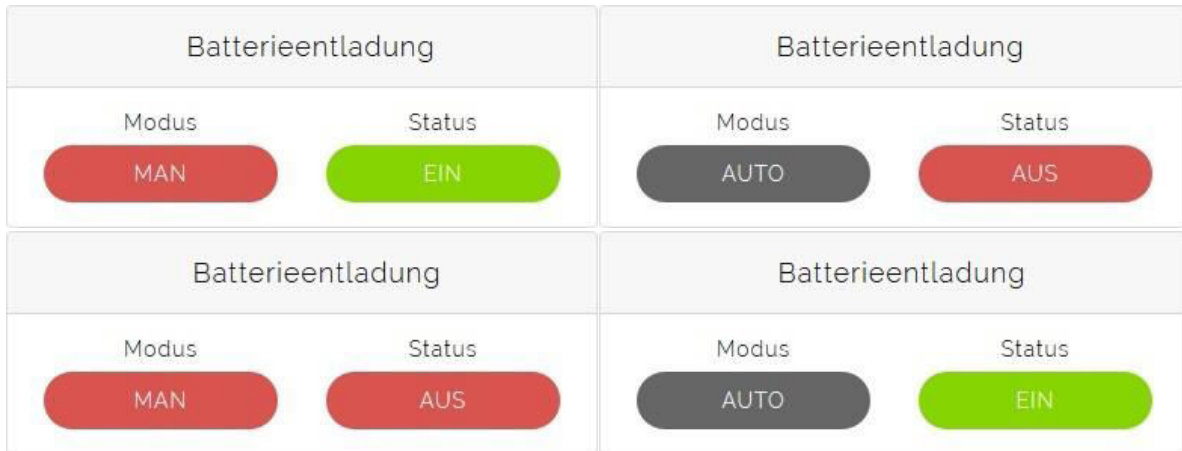 Batterieentladung
Modus Status
MAN EIN
Batterieentladung
Modus Status
AUTO AUS
Batterieentladung
Modus Status
MAN AUS
Batterieentladung
Modus Status
AUTO EIN